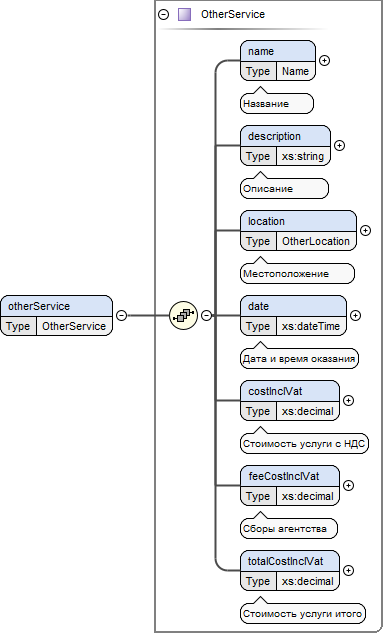 OtherService
name
Type Name
Название
description
Type xs:string
Описание
location
Type OtherLocation
Местоположение
otherService
Type OtherService
date
Type xs:dateTime
Дата и время оказания
costInclVat
Type xs:decimal
Стоимость услуги с НДС
feeCostInclVat
Type xs:decimal
Сборы агентства
totalCostInclVat
Type xs:decimal
Стоимость услуги итого